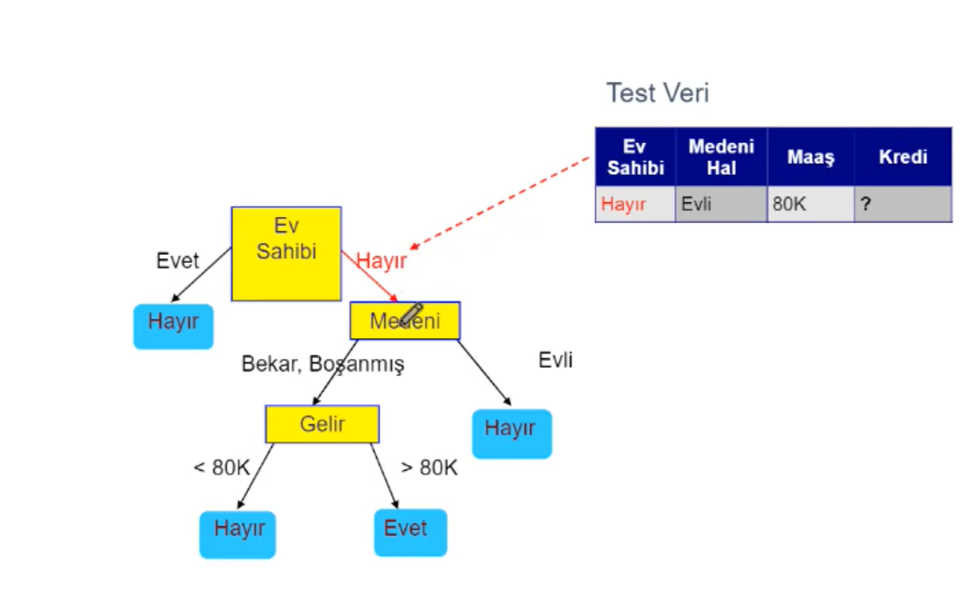 Test Veri
Ev Sahibi
Medeni Hal
Maaş
Kredi
Hayır
Evli
80K
?
Ev
Sahibi
Evet
Hayır
Hayır
Medeni
Bekar, Boşanmış
Evli
Gelir
Hayır
< 80K
> 80K
Hayır
Evet